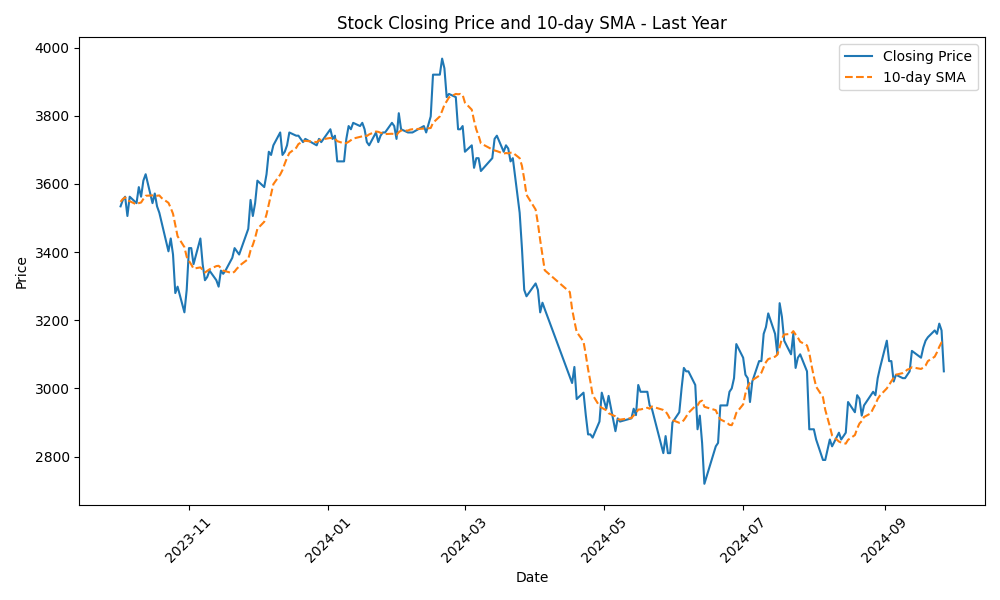 Stock Closing Price and 10-day SMA - Last Year
Closing Price
10-day SMA
Price
4000
3800
3600
3400
3200
3000
2800
2023-11
2024-01
2024-03
2024-05
2024-07
2024-09
Date